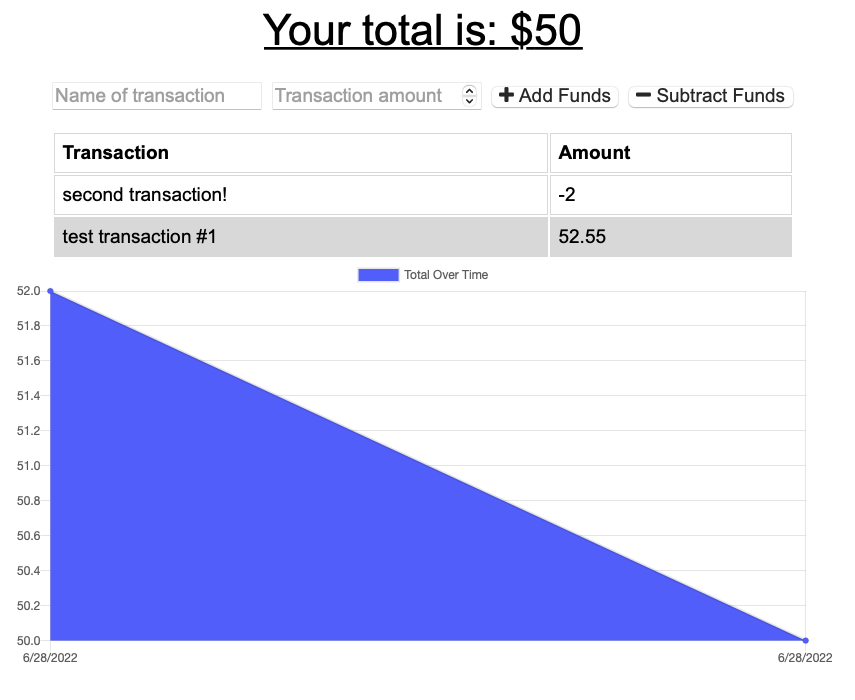 Your total is: $50
Name of transaction Transaction amount + Add Funds − Subtract Funds
Transaction Amount
second transaction! -2
test transaction #1 52.55
Total Over Time
52.0
51.8
51.6
51.4
51.2
51.0
50.8
50.6
50.4
50.2
50.0
6/28/2022 6/28/2022